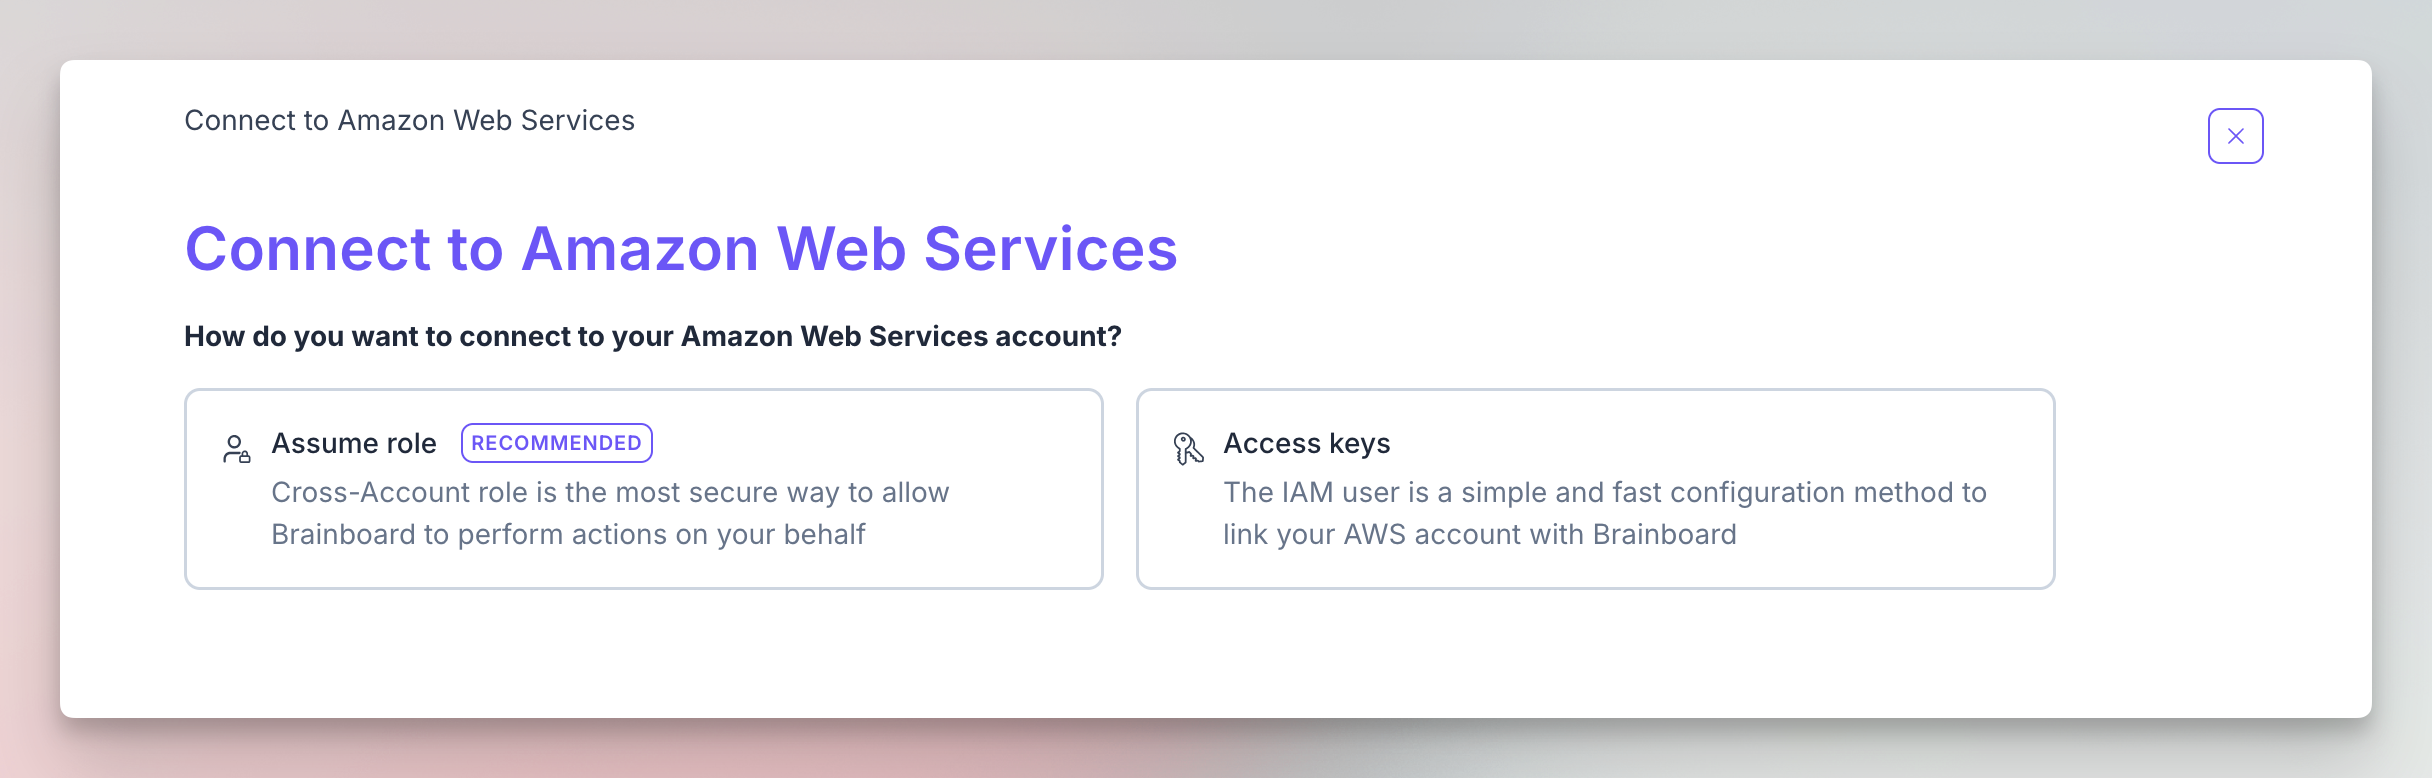 Connect to Amazon Web Services
Connect to Amazon Web Services
How do you want to connect to your Amazon Web Services account?
Assume role RECOMMENDED
Cross-Account role is the most secure way to allow
Brainboard to perform actions on your behalf
Access keys
The IAM user is a simple and fast configuration method to
link your AWS account with Brainboard